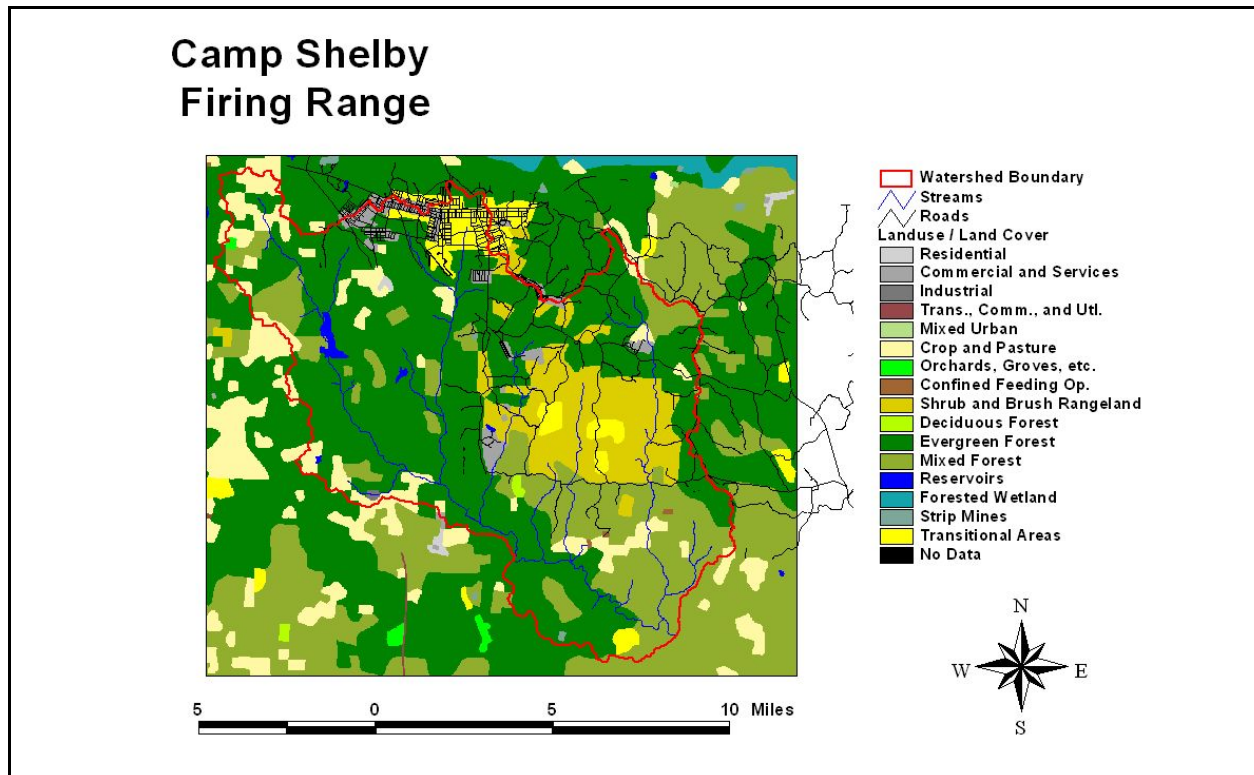 Camp Shelby
Firing Range
Watershed Boundary
Streams
Roads
Landuse / Land Cover
Residential
Commercial and Services
Industrial
Trans., Comm., and Utl.
Mixed Urban
Crop and Pasture
Orchards, Groves, etc.
Confined Feeding Op.
Shrub and Brush Rangeland
Deciduous Forest
Evergreen Forest
Mixed Forest
Reservoirs
Forested Wetland
Strip Mines
Transitional Areas
No Data
N
W E
S
5 0 5 10 Miles